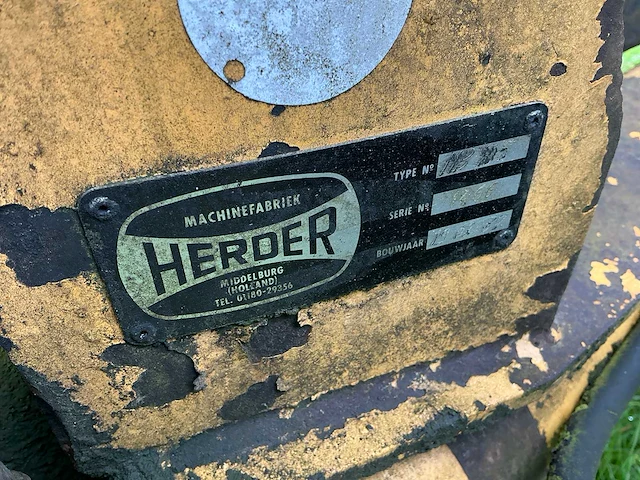 MACHINEFABRIEK
HERDER
MIDDELBURG
(HOLLAND)
TEL. 01180-29356
TYPE Nº
SERIE Nº
BOUWJAAR